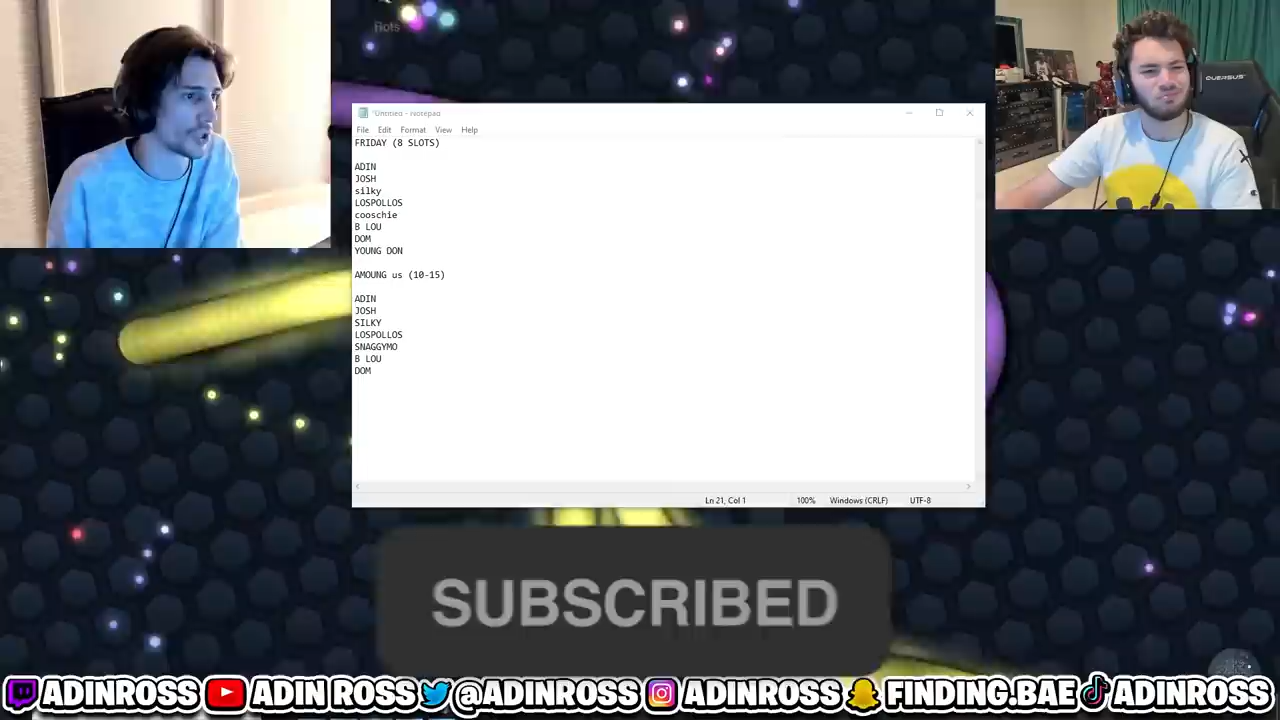 Bots
*Untitled - Notepad
File Edit Format View Help
FRIDAY (8 SLOTS)
ADIN
JOSH
silky
LOSPOLLOS
cooschie
B LOU
DOM
YOUNG DON
AMOUNG us (10-15)
ADIN
JOSH
SILKY
LOSPOLLOS
SNAGGYMO
B LOU
DOM
Ln 21, Col 1 100% Windows (CRLF) UTF-8
QUERSUS
SUBSCRIBED
ADINROSS ADIN ROSS @ADINROSS ADINROSS FINDING.BAE ADINROSS